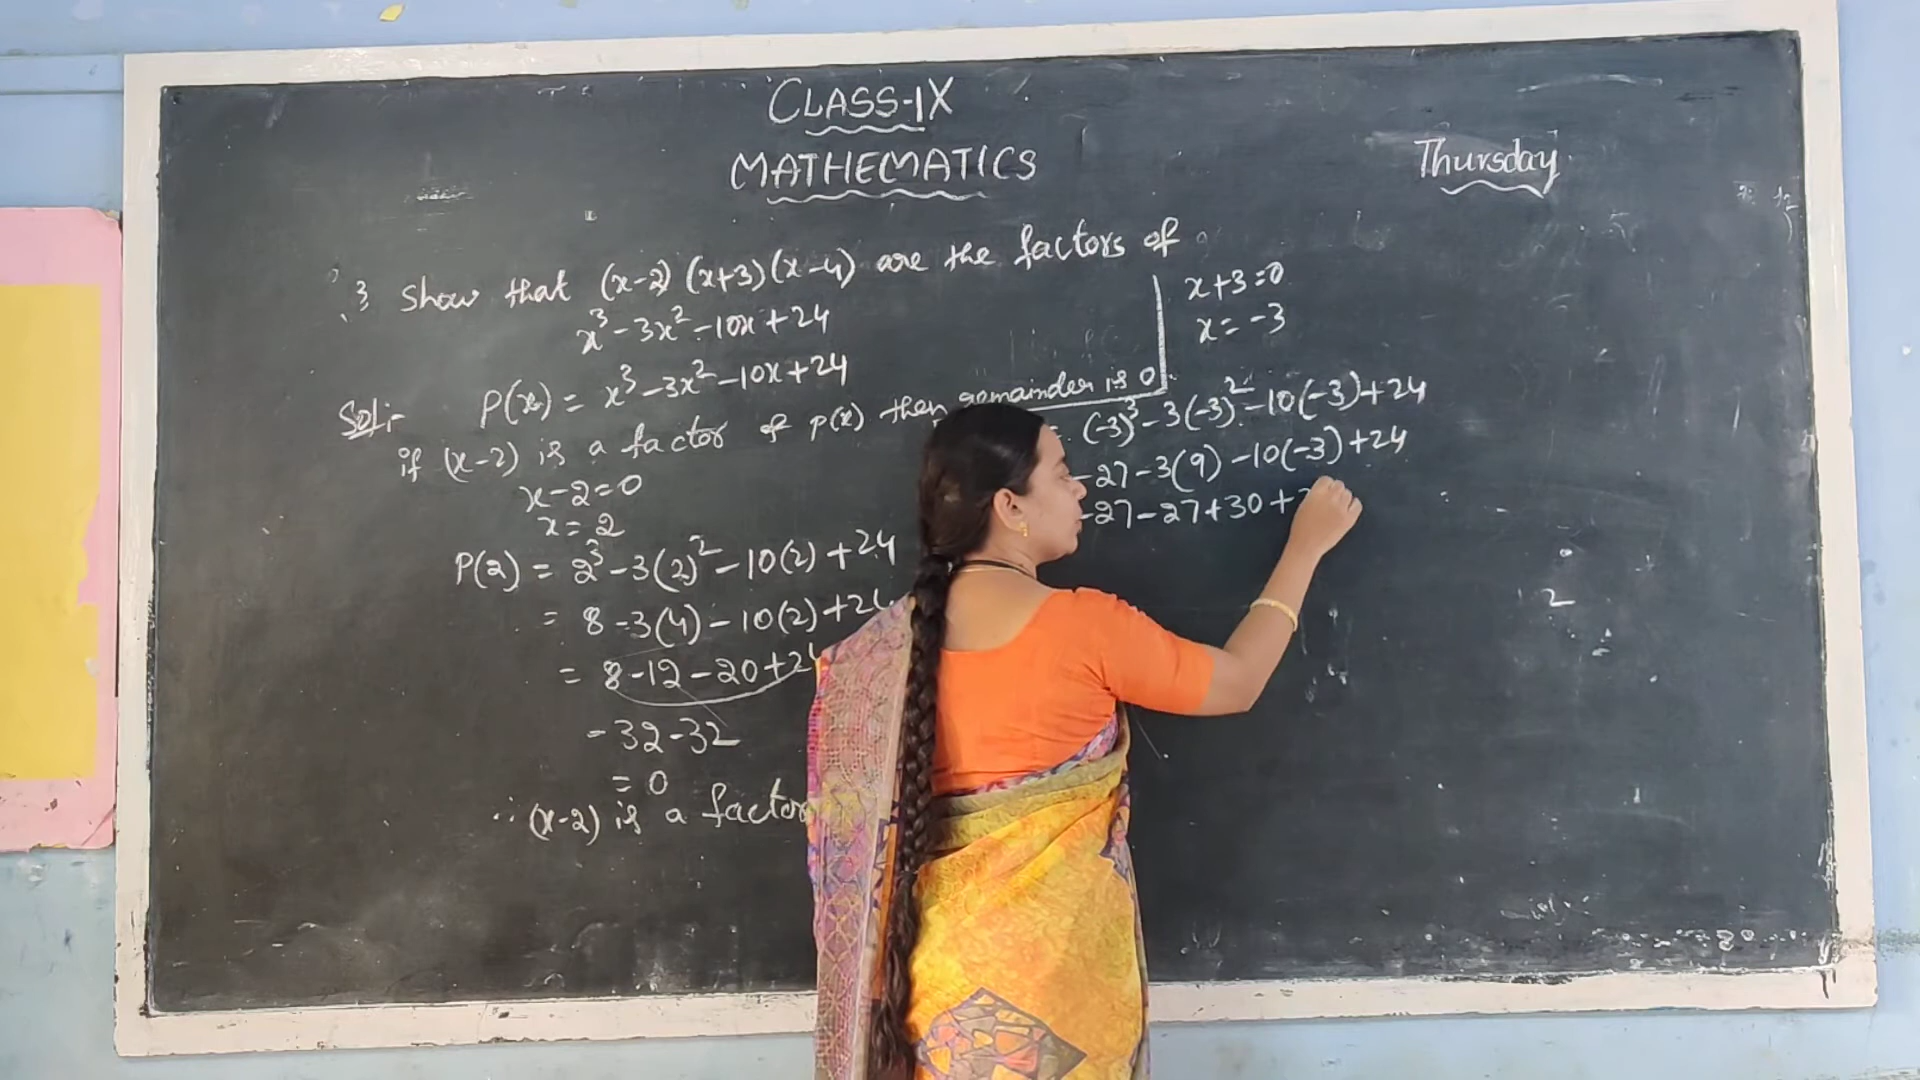 CLASS-IX
MATHEMATICS
Thursday
3 Show that (x-2) (x+3) (x-4) are the factors of
x³-3x²-10x+24
Sol:- P(x) = x³-3x²-10x+24
if (x-2) is a factor of p(x) then remainder is 0
x-2=0
x=2
P(2) = 2³-3(2)²-10(2)+24
= 8-3(4)-10(2)+24
= 8-12-20+24
-32-32
= 0
∴ (x-2) is a factor
x+3=0
x=-3
(-3)³-3(-3)²-10(-3)+24
-27-3(9)-10(-3)+24
-27-27+30+
2